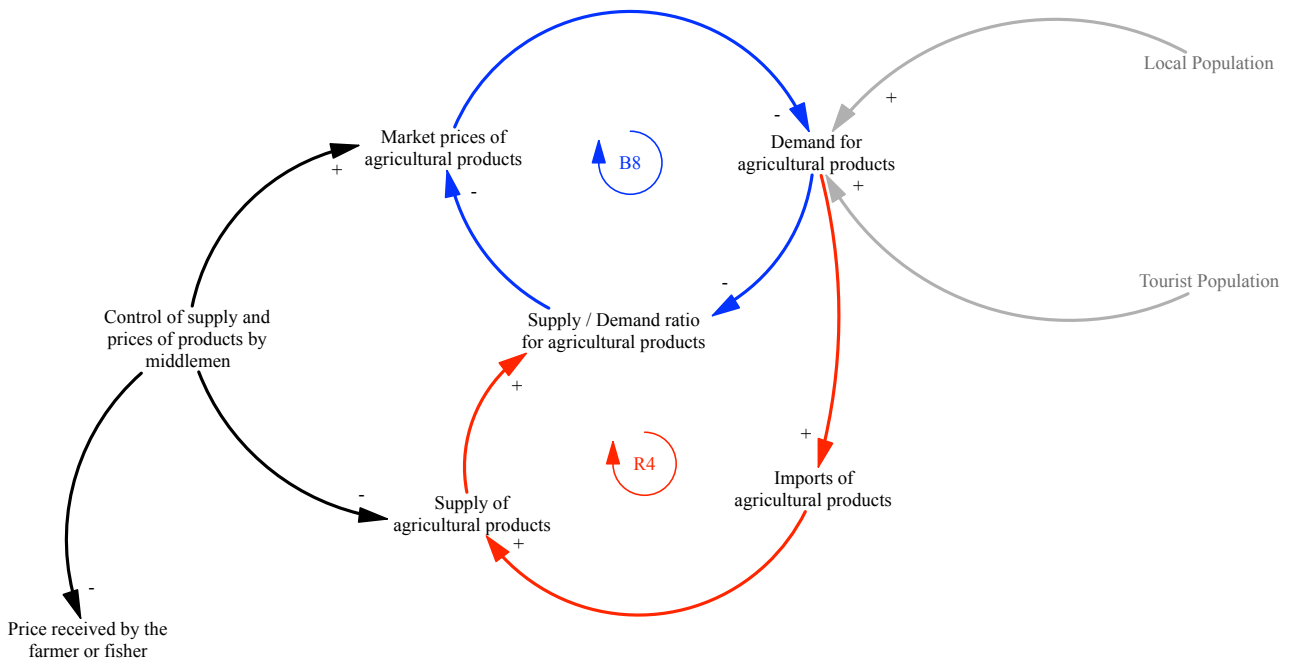 Local Population
+
-
Market prices of
agricultural products
Demand for
agricultural products
B8
+
-
+
-
Tourist Population
Control of supply and
prices of products by
middlemen
Supply / Demand ratio
for agricultural products
+
+
R4
Imports of
agricultural products
-
Supply of
agricultural products
+
-
Price received by the
farmer or fisher